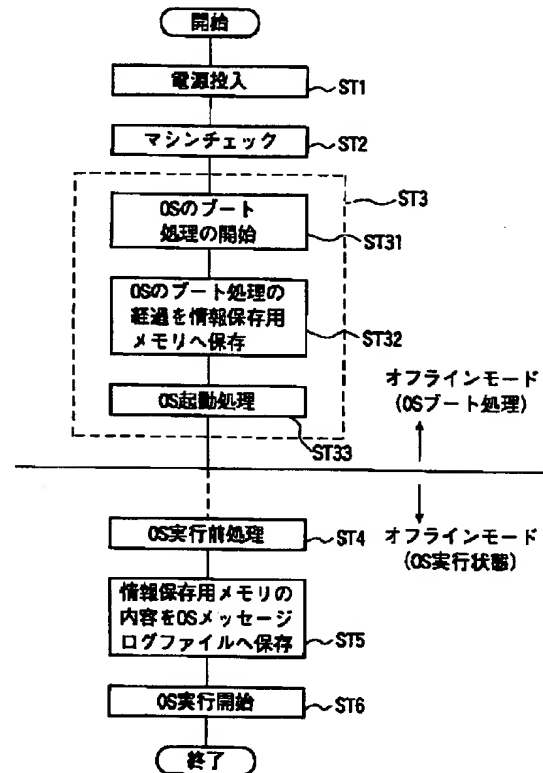 開始
電源投入
ST1
マシンチェック
ST2
ST3
OSのブート
処理の開始
ST31
OSのブート処理の
経過を情報保存用
メモリへ保存
ST32
オフラインモード
(OSブート処理)
OS起動処理
ST33
OS実行前処理
ST4
オフラインモード
(OS実行状態)
情報保存用メモリの
内容をOSメッセージ
ログファイルへ保存
ST5
OS実行開始
ST6
終了